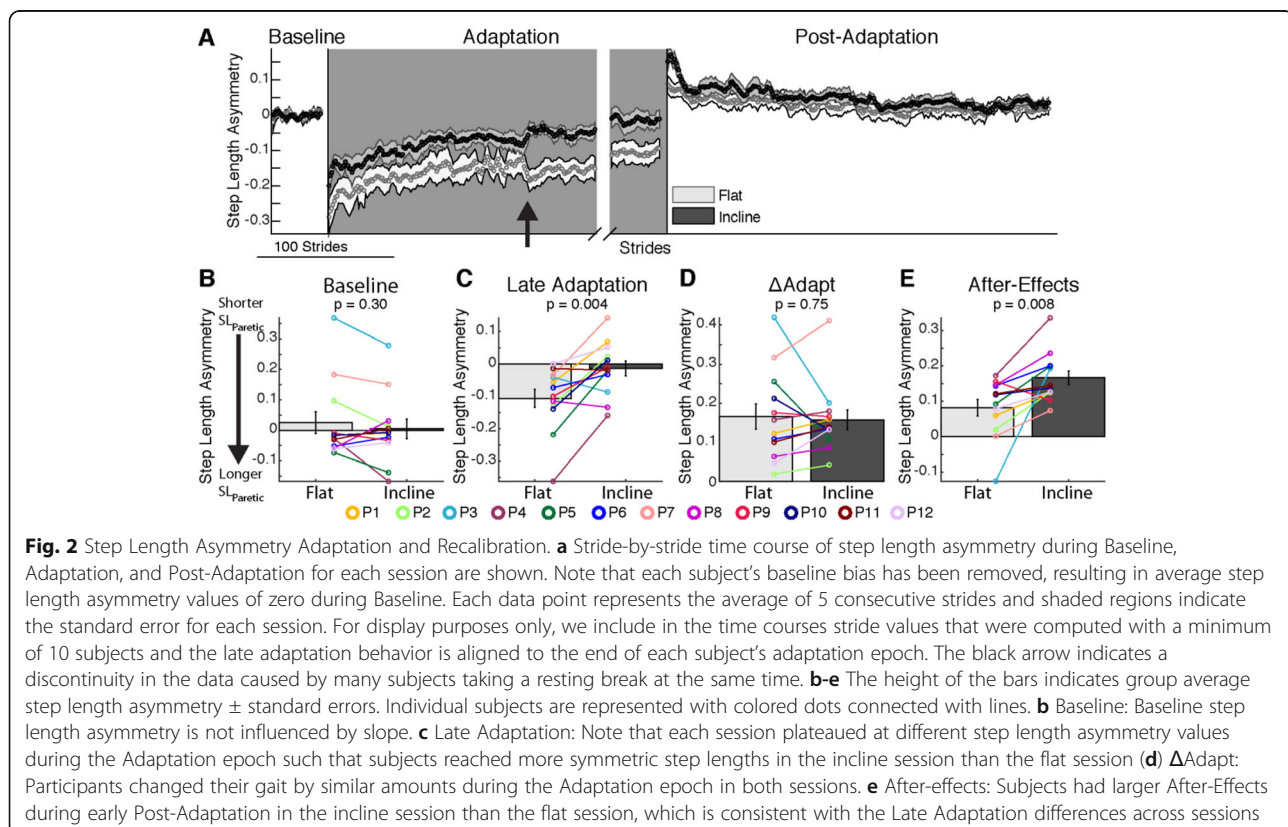 A
Baseline
Adaptation
Post-Adaptation
Step Length Asymmetry
0.1
0
-0.1
-0.2
-0.3
Flat
Incline
100 Strides
Strides
B
Baseline
p = 0.30
Shorter
SLParetic
Longer
SLParetic
Step Length Asymmetry
0.3
0.2
0.1
0
-0.1
Flat
Incline
C
Late Adaptation
p = 0.004
Step Length Asymmetry
0.1
0
-0.1
-0.2
-0.3
Flat
Incline
D
ΔAdapt
p = 0.75
Step Length Asymmetry
0.4
0.3
0.2
0.1
0
Flat
Incline
E
After-Effects
p = 0.008
Step Length Asymmetry
0.3
0.2
0.1
0
-0.1
Flat
Incline
P1 P2 P3 P4 P5 P6 P7 P8 P9 P10 P11 P12
Fig. 2 Step Length Asymmetry Adaptation and Recalibration. a Stride-by-stride time course of step length asymmetry during Baseline,
Adaptation, and Post-Adaptation for each session are shown. Note that each subject's baseline bias has been removed, resulting in average step
length asymmetry values of zero during Baseline. Each data point represents the average of 5 consecutive strides and shaded regions indicate
the standard error for each session. For display purposes only, we include in the time courses stride values that were computed with a minimum
of 10 subjects and the late adaptation behavior is aligned to the end of each subject's adaptation epoch. The black arrow indicates a
discontinuity in the data caused by many subjects taking a resting break at the same time. b-e The height of the bars indicates group average
step length asymmetry ± standard errors. Individual subjects are represented with colored dots connected with lines. b Baseline: Baseline step
length asymmetry is not influenced by slope. c Late Adaptation: Note that each session plateaued at different step length asymmetry values
during the Adaptation epoch such that subjects reached more symmetric step lengths in the incline session than the flat session (d) ΔAdapt:
Participants changed their gait by similar amounts during the Adaptation epoch in both sessions. e After-effects: Subjects had larger After-Effects
during early Post-Adaptation in the incline session than the flat session, which is consistent with the Late Adaptation differences across sessions